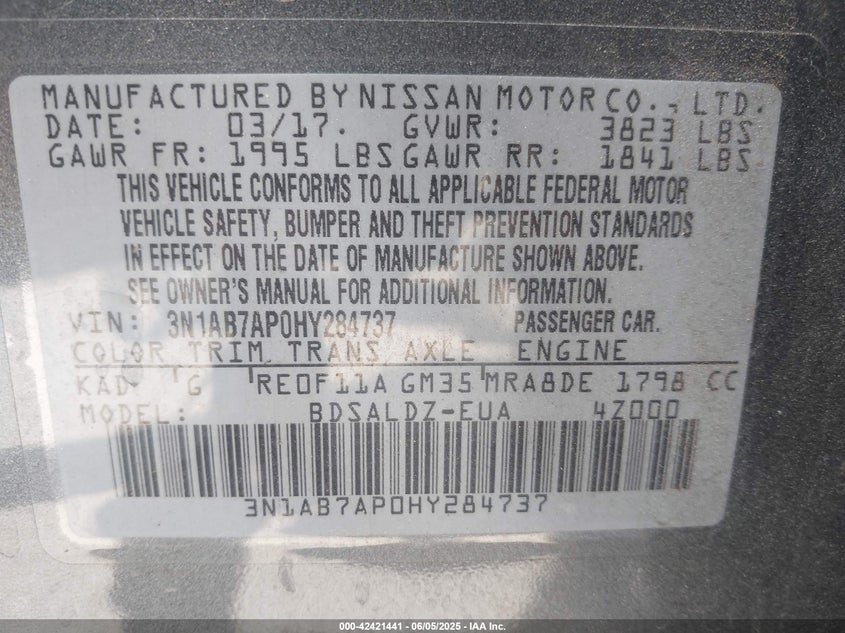 MANUFACTURED BY NISSAN MOTOR CO., LTD.
DATE: 03/17. GVWR: 3823 LBS
GAWR FR: 1995 LBS GAWR RR: 1841 LBS
THIS VEHICLE CONFORMS TO ALL APPLICABLE FEDERAL MOTOR
VEHICLE SAFETY, BUMPER AND THEFT PREVENTION STANDARDS
IN EFFECT ON THE DATE OF MANUFACTURE SHOWN ABOVE.
SEE OWNER'S MANUAL FOR ADDITIONAL INFORMATION.
VIN: 3N1AB7AP0HY284737 PASSENGER CAR.
COLOR TRIM TRANS AXLE ENGINE
KAD G RE0F11A GM35 MRA8DE 1798 CC
MODEL: BDSALDZ-EUA 4Z000
3N1AB7AP0HY284737
000-42421441 | 06/05/2025 - IAA Inc.